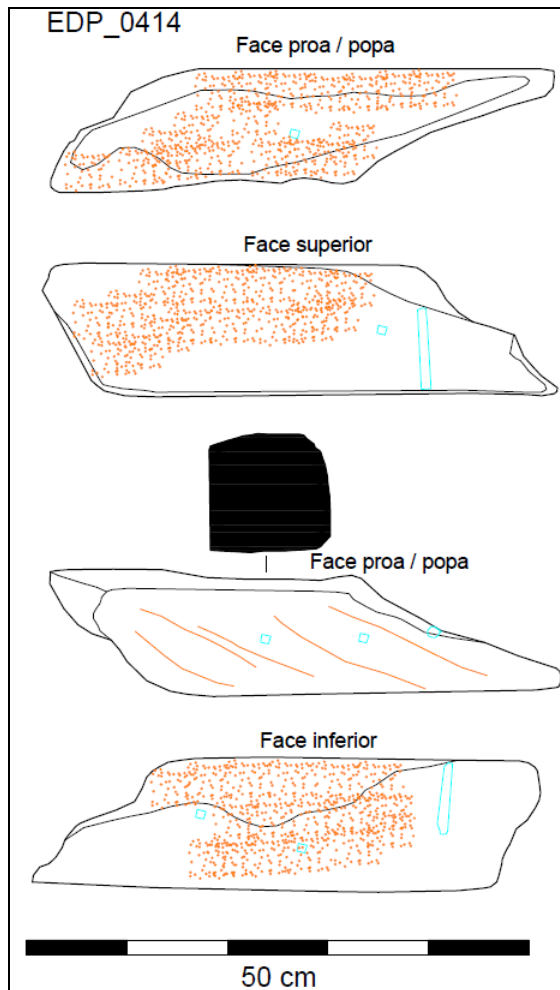 EDP_0414
Face proa / popa
Face superior
Face proa / popa
Face inferior
50 cm